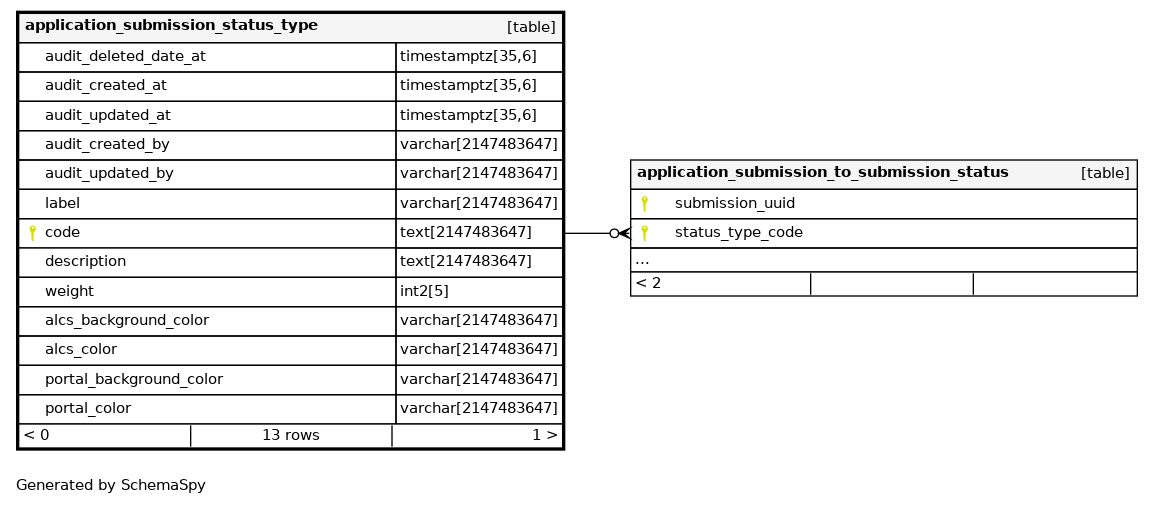 application_submission_status_type [table]
audit_deleted_date_at timestamptz[35,6]
audit_created_at timestamptz[35,6]
audit_updated_at timestamptz[35,6]
audit_created_by varchar[2147483647]
audit_updated_by varchar[2147483647]
label varchar[2147483647]
code text[2147483647]
description text[2147483647]
weight int2[5]
alcs_background_color varchar[2147483647]
alcs_color varchar[2147483647]
portal_background_color varchar[2147483647]
portal_color varchar[2147483647]
< 0 13 rows 1 >
application_submission_to_submission_status [table]
submission_uuid
status_type_code
...
< 2
Generated by SchemaSpy